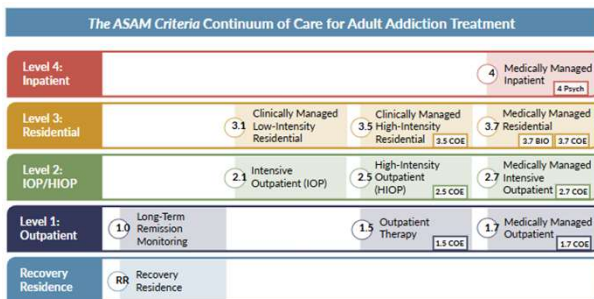 The ASAM Criteria Continuum of Care for Adult Addiction Treatment
Level 4:
Inpatient
4
Medically Managed
Inpatient
4 Psych
Level 3:
Residential
3.1
Clinically Managed
Low-Intensity
Residential
3.5
Clinically Managed
High-Intensity
Residential
3.5 COE
3.7
Medically Managed
Residential
3.7 BIO
3.7 COE
Level 2:
IOP/HIOP
2.1
Intensive
Outpatient (IOP)
2.5
High-Intensity
Outpatient
(HIOP)
2.5 COE
2.7
Medically Managed
Intensive
Outpatient
2.7 COE
Level 1:
Outpatient
1.0
Long-Term
Remission
Monitoring
1.5
Outpatient
Therapy
1.5 COE
1.7
Medically Managed
Outpatient
1.7 COE
Recovery
Residence
RR
Recovery
Residence